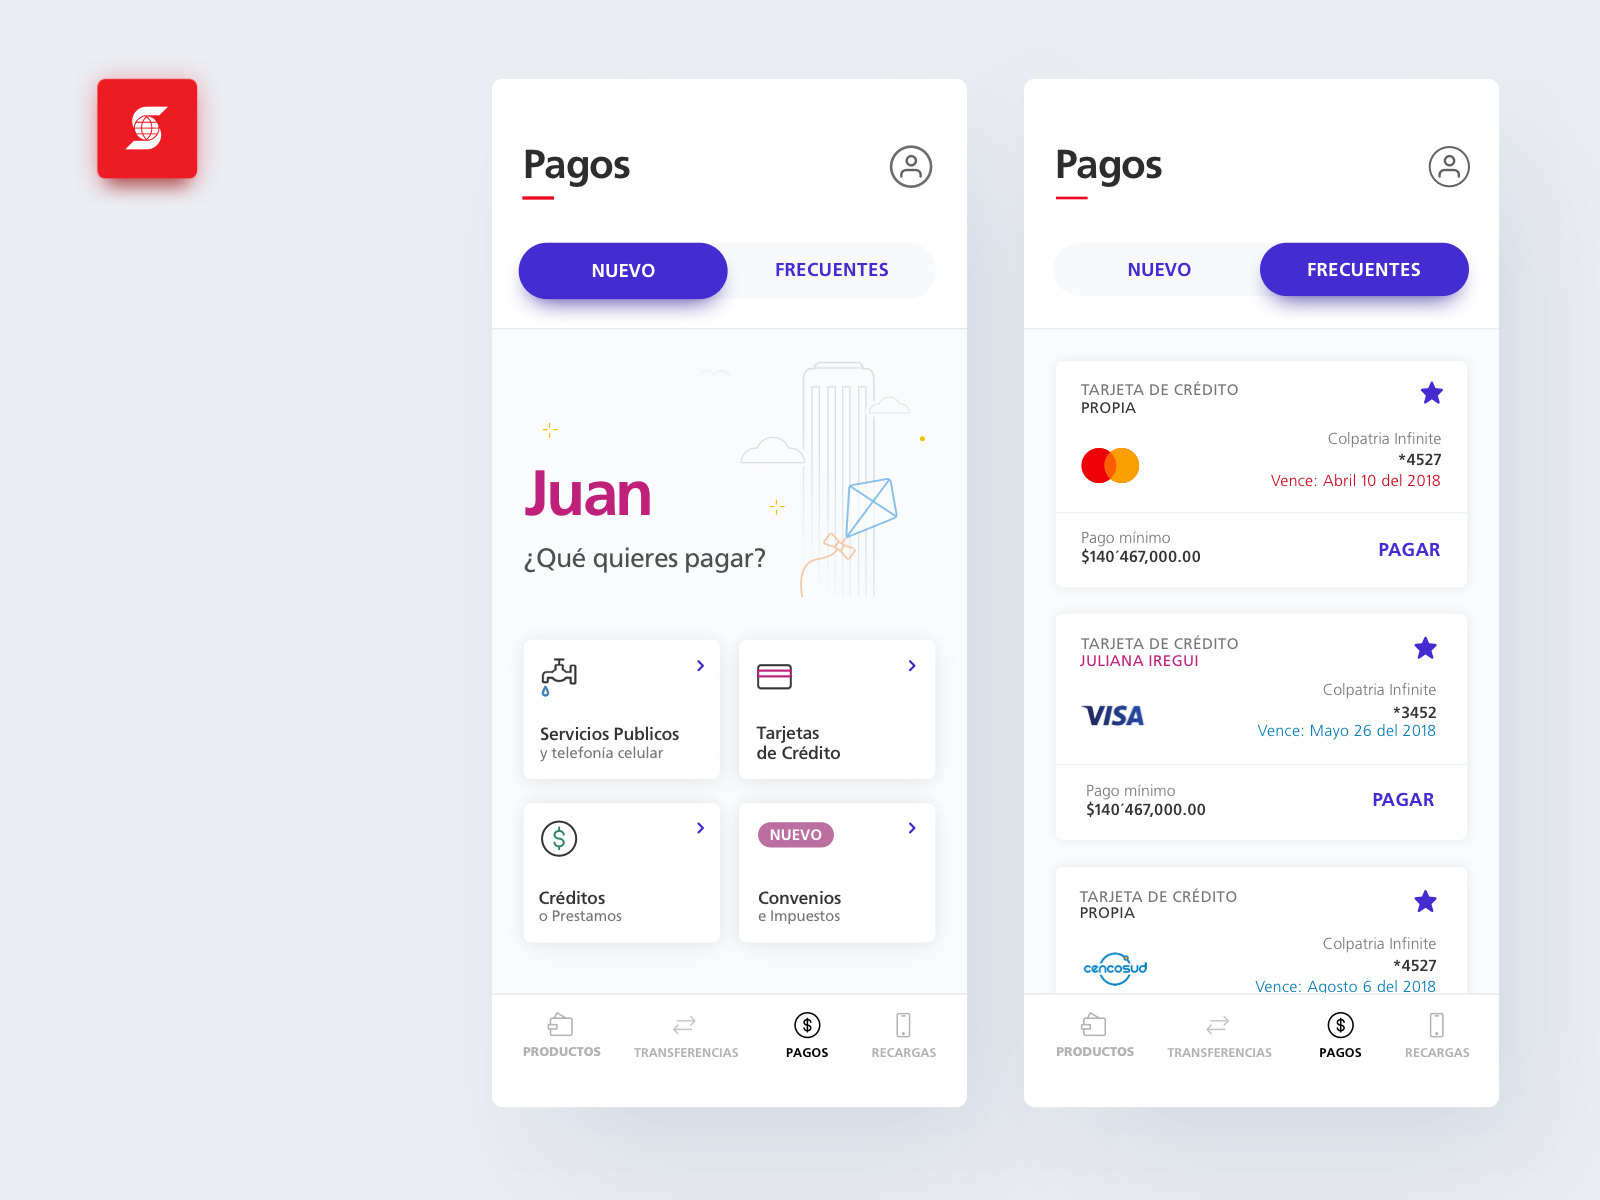 Pagos
NUEVO
FRECUENTES
Juan
¿Qué quieres pagar?
Servicios Publicos
y telefonía celular
Tarjetas
de Crédito
Créditos
o Prestamos
NUEVO
Convenios
e Impuestos
PRODUCTOS
TRANSFERENCIAS
PAGOS
RECARGAS
Pagos
NUEVO
FRECUENTES
TARJETA DE CRÉDITO
PROPIA
Colpatria Infinite
*4527
Vence: Abril 10 del 2018
Pago mínimo
$140´467,000.00
PAGAR
TARJETA DE CRÉDITO
JULIANA IREGUI
VISA
Colpatria Infinite
*3452
Vence: Mayo 26 del 2018
Pago mínimo
$140´467,000.00
PAGAR
TARJETA DE CRÉDITO
PROPIA
cencosud
Colpatria Infinite
*4527
Vence: Agosto 6 del 2018
PRODUCTOS
TRANSFERENCIAS
PAGOS
RECARGAS